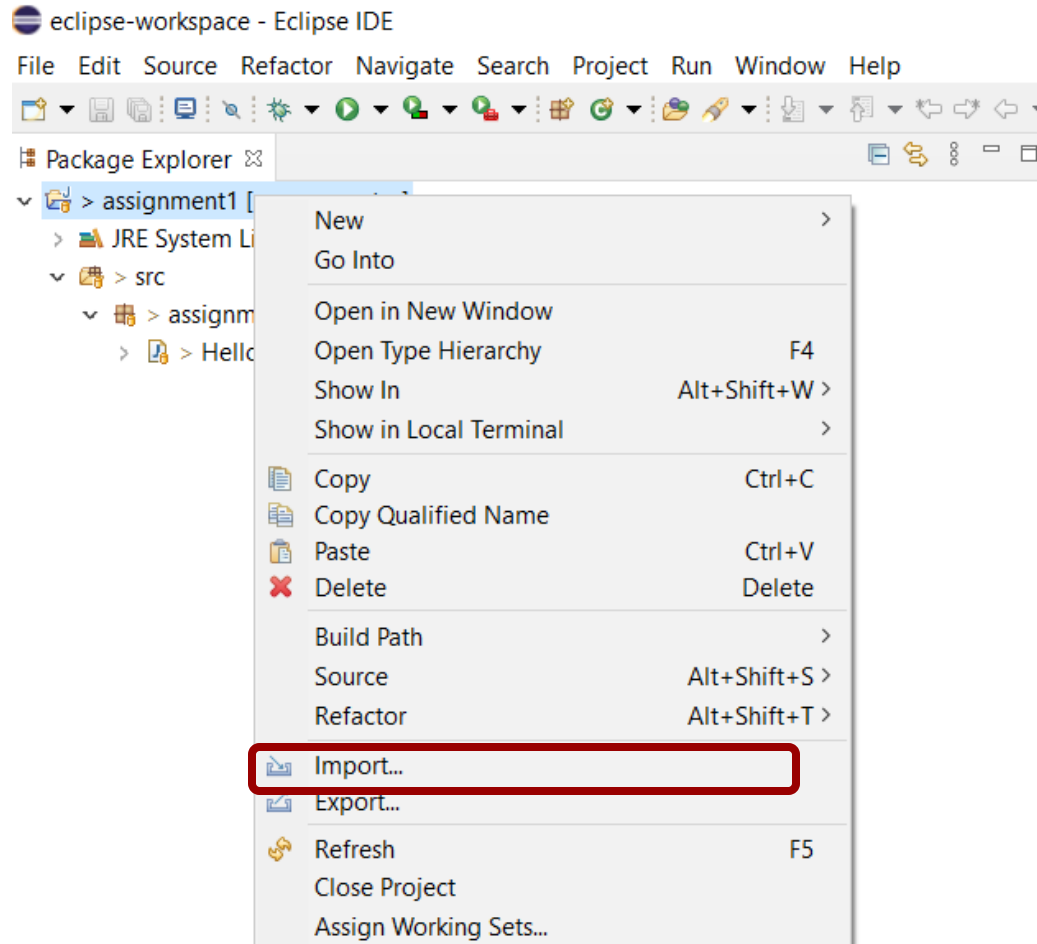 eclipse-workspace - Eclipse IDE
File Edit Source Refactor Navigate Search Project Run Window Help
Package Explorer
> assignment1 [
JRE System Li
> src
> assignm
> Hello
New
Go Into
Open in New Window
Open Type Hierarchy F4
Show In Alt+Shift+W >
Show in Local Terminal
Copy Ctrl+C
Copy Qualified Name
Paste Ctrl+V
Delete Delete
Build Path
Source Alt+Shift+S >
Refactor Alt+Shift+T >
Import...
Export...
Refresh F5
Close Project
Assign Working Sets...